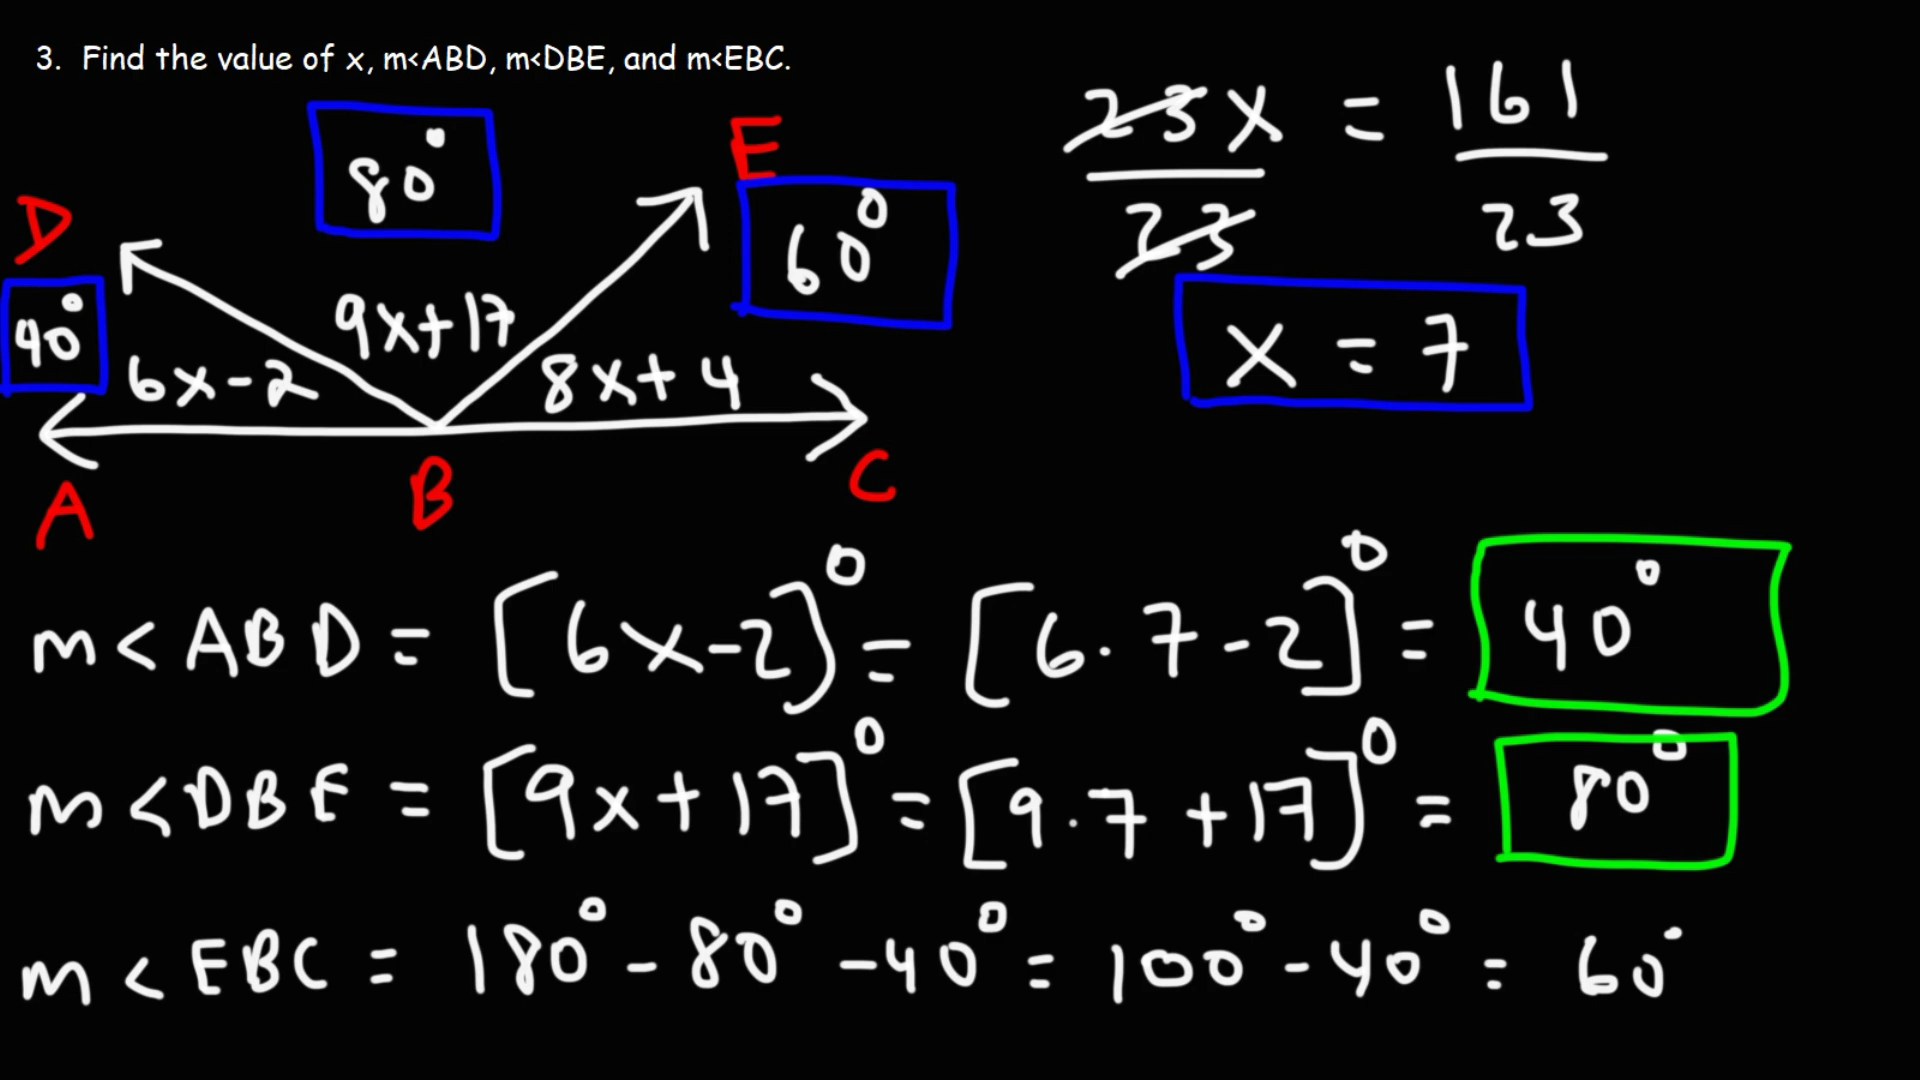 3. Find the value of x, m<ABD, m<DBE, and m<EBC.
23x = 161
23 23
x = 7
80°
E
60°
D
40°
9x+17
6x-2
8x+4
A
B
C
m<ABD = [6x-2]° = [6·7-2]° = 40°
m<DBE = [9x+17]° = [9·7+17]° = 80°
m<EBC = 180° - 80° - 40° = 100° - 40° = 60°